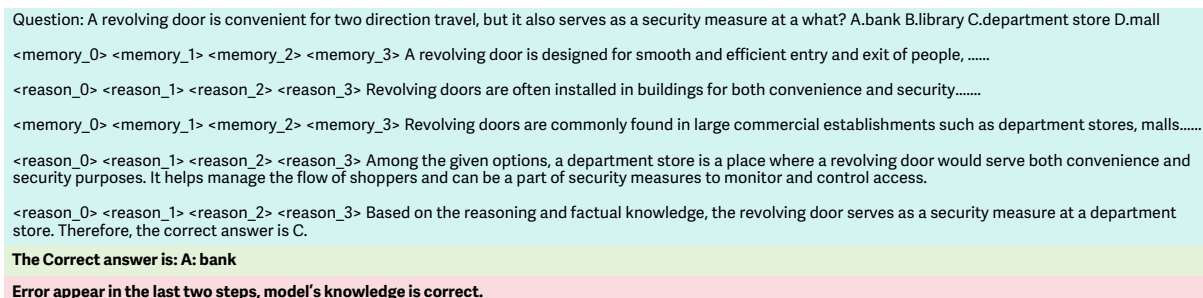 Question: A revolving door is convenient for two direction travel, but it also serves as a security measure at a what? A.bank B.library C.department store D.mall
<memory_0> <memory_1> <memory_2> <memory_3> A revolving door is designed for smooth and efficient entry and exit of people, ......
<reason_0> <reason_1> <reason_2> <reason_3> Revolving doors are often installed in buildings for both convenience and security.......
<memory_0> <memory_1> <memory_2> <memory_3> Revolving doors are commonly found in large commercial establishments such as department stores, malls......
<reason_0> <reason_1> <reason_2> <reason_3> Among the given options, a department store is a place where a revolving door would serve both convenience and
security purposes. It helps manage the flow of shoppers and can be a part of security measures to monitor and control access.
<reason_0> <reason_1> <reason_2> <reason_3> Based on the reasoning and factual knowledge, the revolving door serves as a security measure at a department
store. Therefore, the correct answer is C.
The Correct answer is: A: bank
Error appear in the last two steps, model's knowledge is correct.